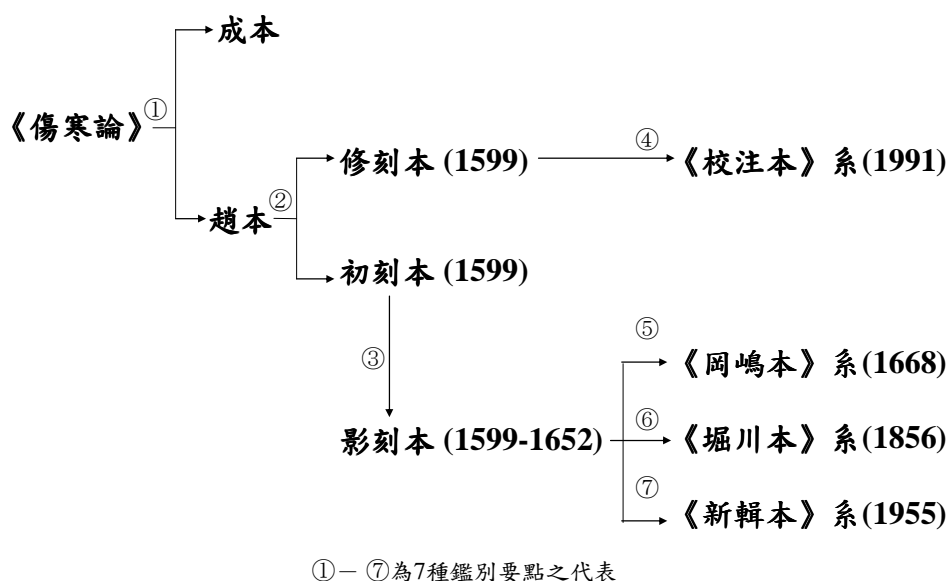 成本
①
《傷寒論》
④
修刻本 (1599)
《校注本》系(1991)
②
趙本
初刻本 (1599)
③
⑤
《岡嶋本》系(1668)
⑥
影刻本 (1599-1652)
《堀川本》系(1856)
⑦
《新輯本》系(1955)
①－⑦為7種鑑別要點之代表